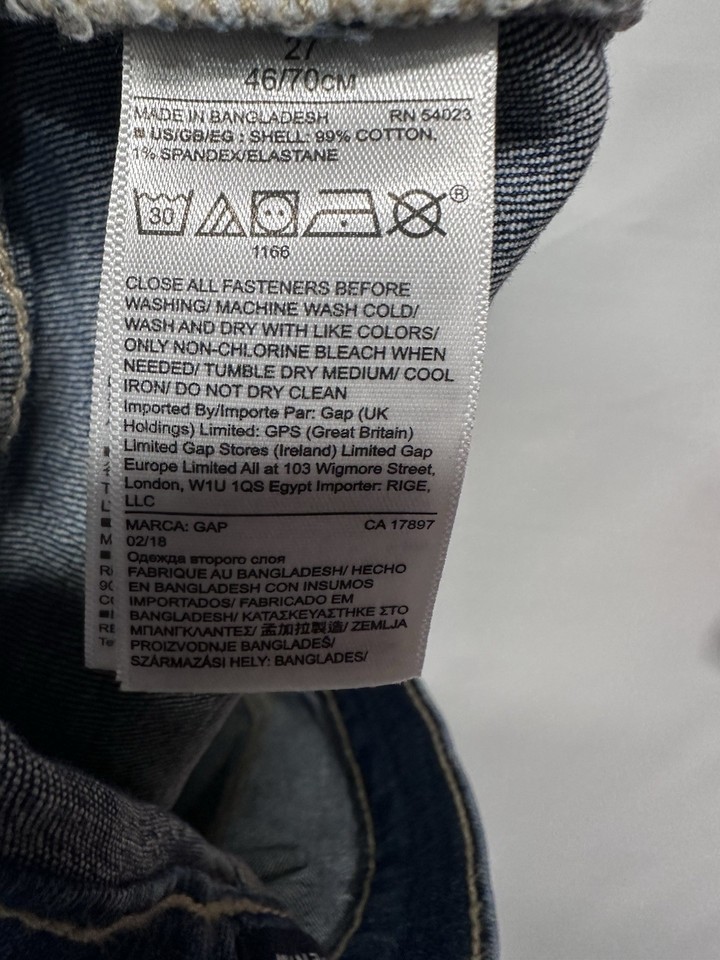 27
46/70CM
MADE IN BANGLADESH RN 54023
US/GB/EG : SHELL: 99% COTTON,
1% SPANDEX/ELASTANE
30
®
1166
CLOSE ALL FASTENERS BEFORE
WASHING/ MACHINE WASH COLD/
WASH AND DRY WITH LIKE COLORS/
ONLY NON-CHLORINE BLEACH WHEN
NEEDED/ TUMBLE DRY MEDIUM/ COOL
IRON/ DO NOT DRY CLEAN
Imported By/Importe Par: Gap (UK
Holdings) Limited: GPS (Great Britain)
Limited Gap Stores (Ireland) Limited Gap
Europe Limited All at 103 Wigmore Street,
London, W1U 1QS Egypt Importer: RIGE,
LLC
MARCA: GAP CA 17897
02/18
Одежда второго слоя
FABRIQUE AU BANGLADESH/ HECHO
EN BANGLADESH CON INSUMOS
IMPORTADOS/ FABRICADO EM
BANGLADESH/ ΚΑΤΑΣΚΕΥΑΣΤΗΚΕ ΣΤΟ
ΜΠΑΝΓΚΛΑΝΤΕΣ/ 孟加拉製造/ ZEMLJA
PROIZVODNJE BANGLADEŠ/
SZÁRMAZÁSI HELY: BANGLADES/